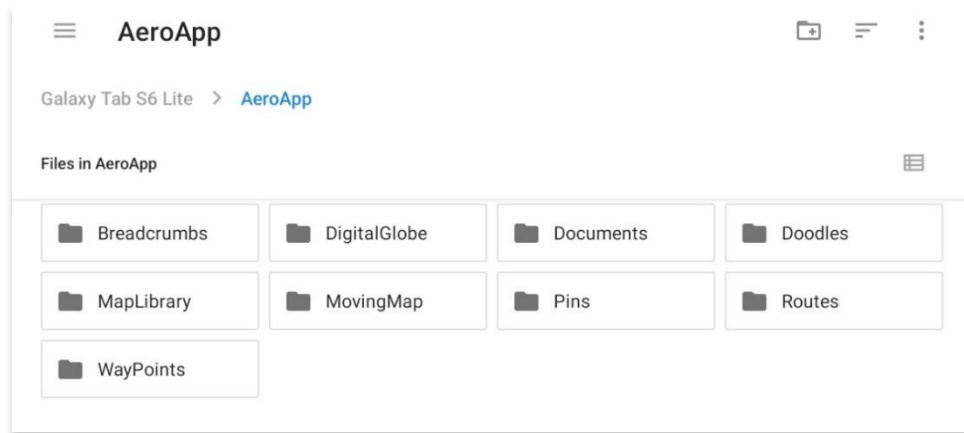 AeroApp
Galaxy Tab S6 Lite > AeroApp
Files in AeroApp
Breadcrumbs DigitalGlobe Documents Doodles
MapLibrary MovingMap Pins Routes
WayPoints